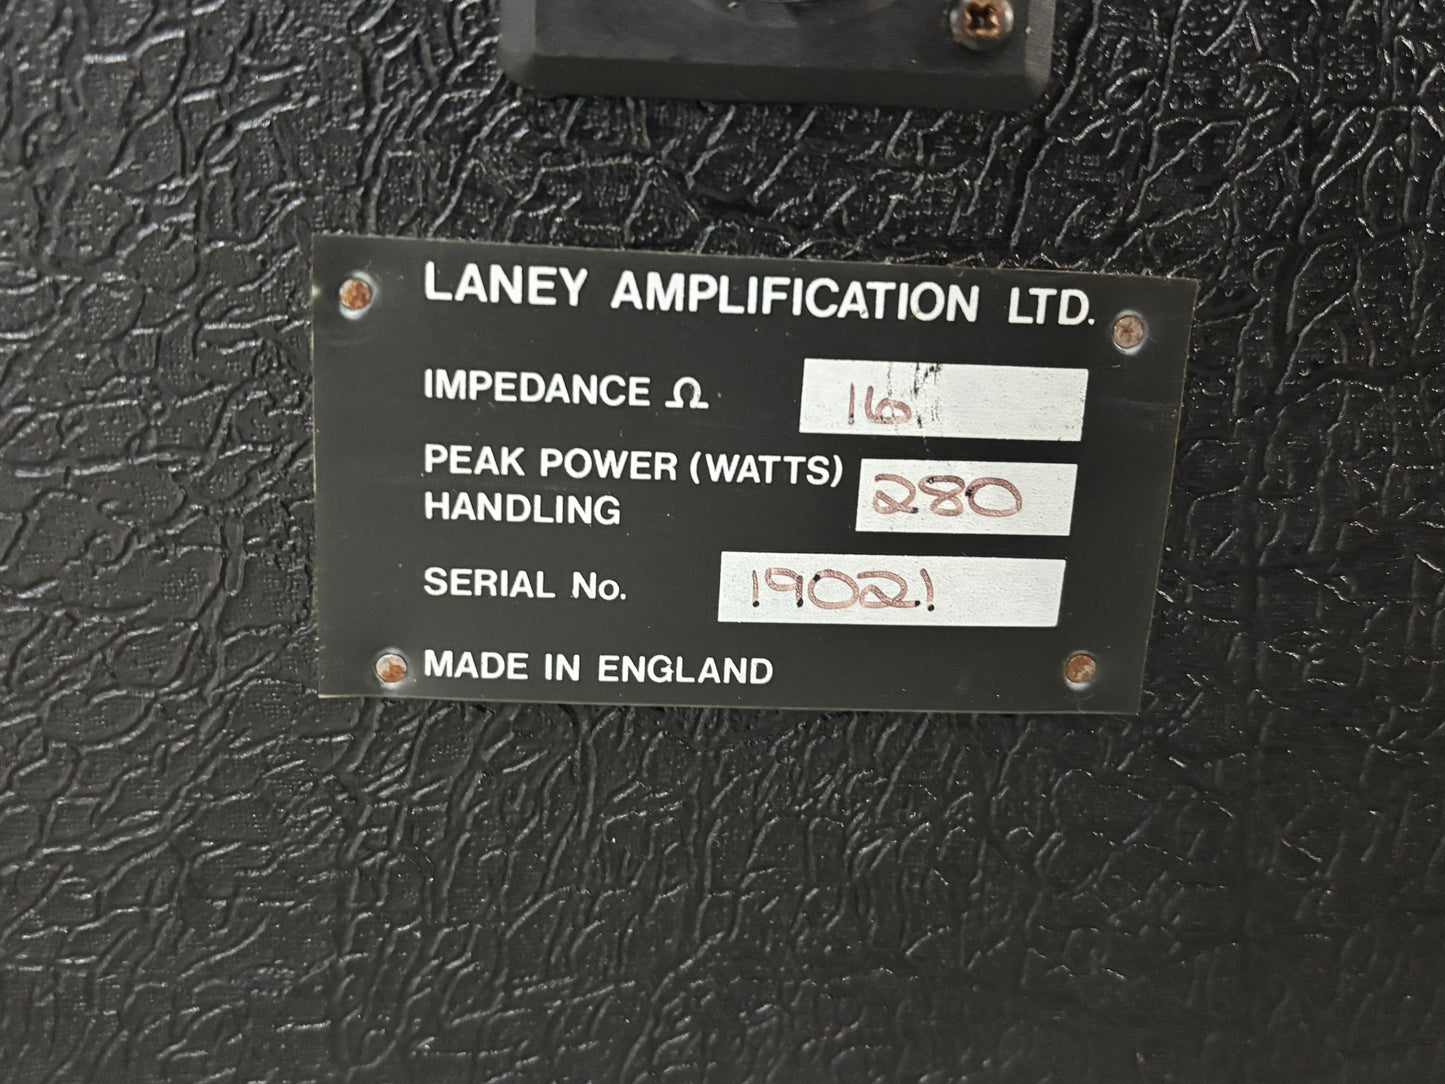 LANEY AMPLIFICATION LTD.
IMPEDANCE Ω 16
PEAK POWER (WATTS)
HANDLING 280
SERIAL No. 19021
MADE IN ENGLAND